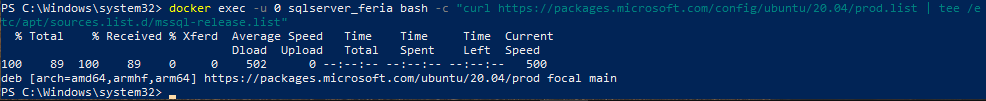 PS C:\Windows\system32> docker exec -u 0 sqlserver_feria bash -c "curl https://packages.microsoft.com/config/ubuntu/20.04/prod.list | tee /e
tc/apt/sources.list.d/mssql-release.list"
% Total % Received % Xferd Average Speed Time Time Time Current
Dload Upload Total Spent Left Speed
100 89 100 89 0 0 502 0 --:--:-- --:--:-- --:--:-- 500
deb [arch=amd64,armhf,arm64] https://packages.microsoft.com/ubuntu/20.04/prod focal main
PS C:\Windows\system32> _